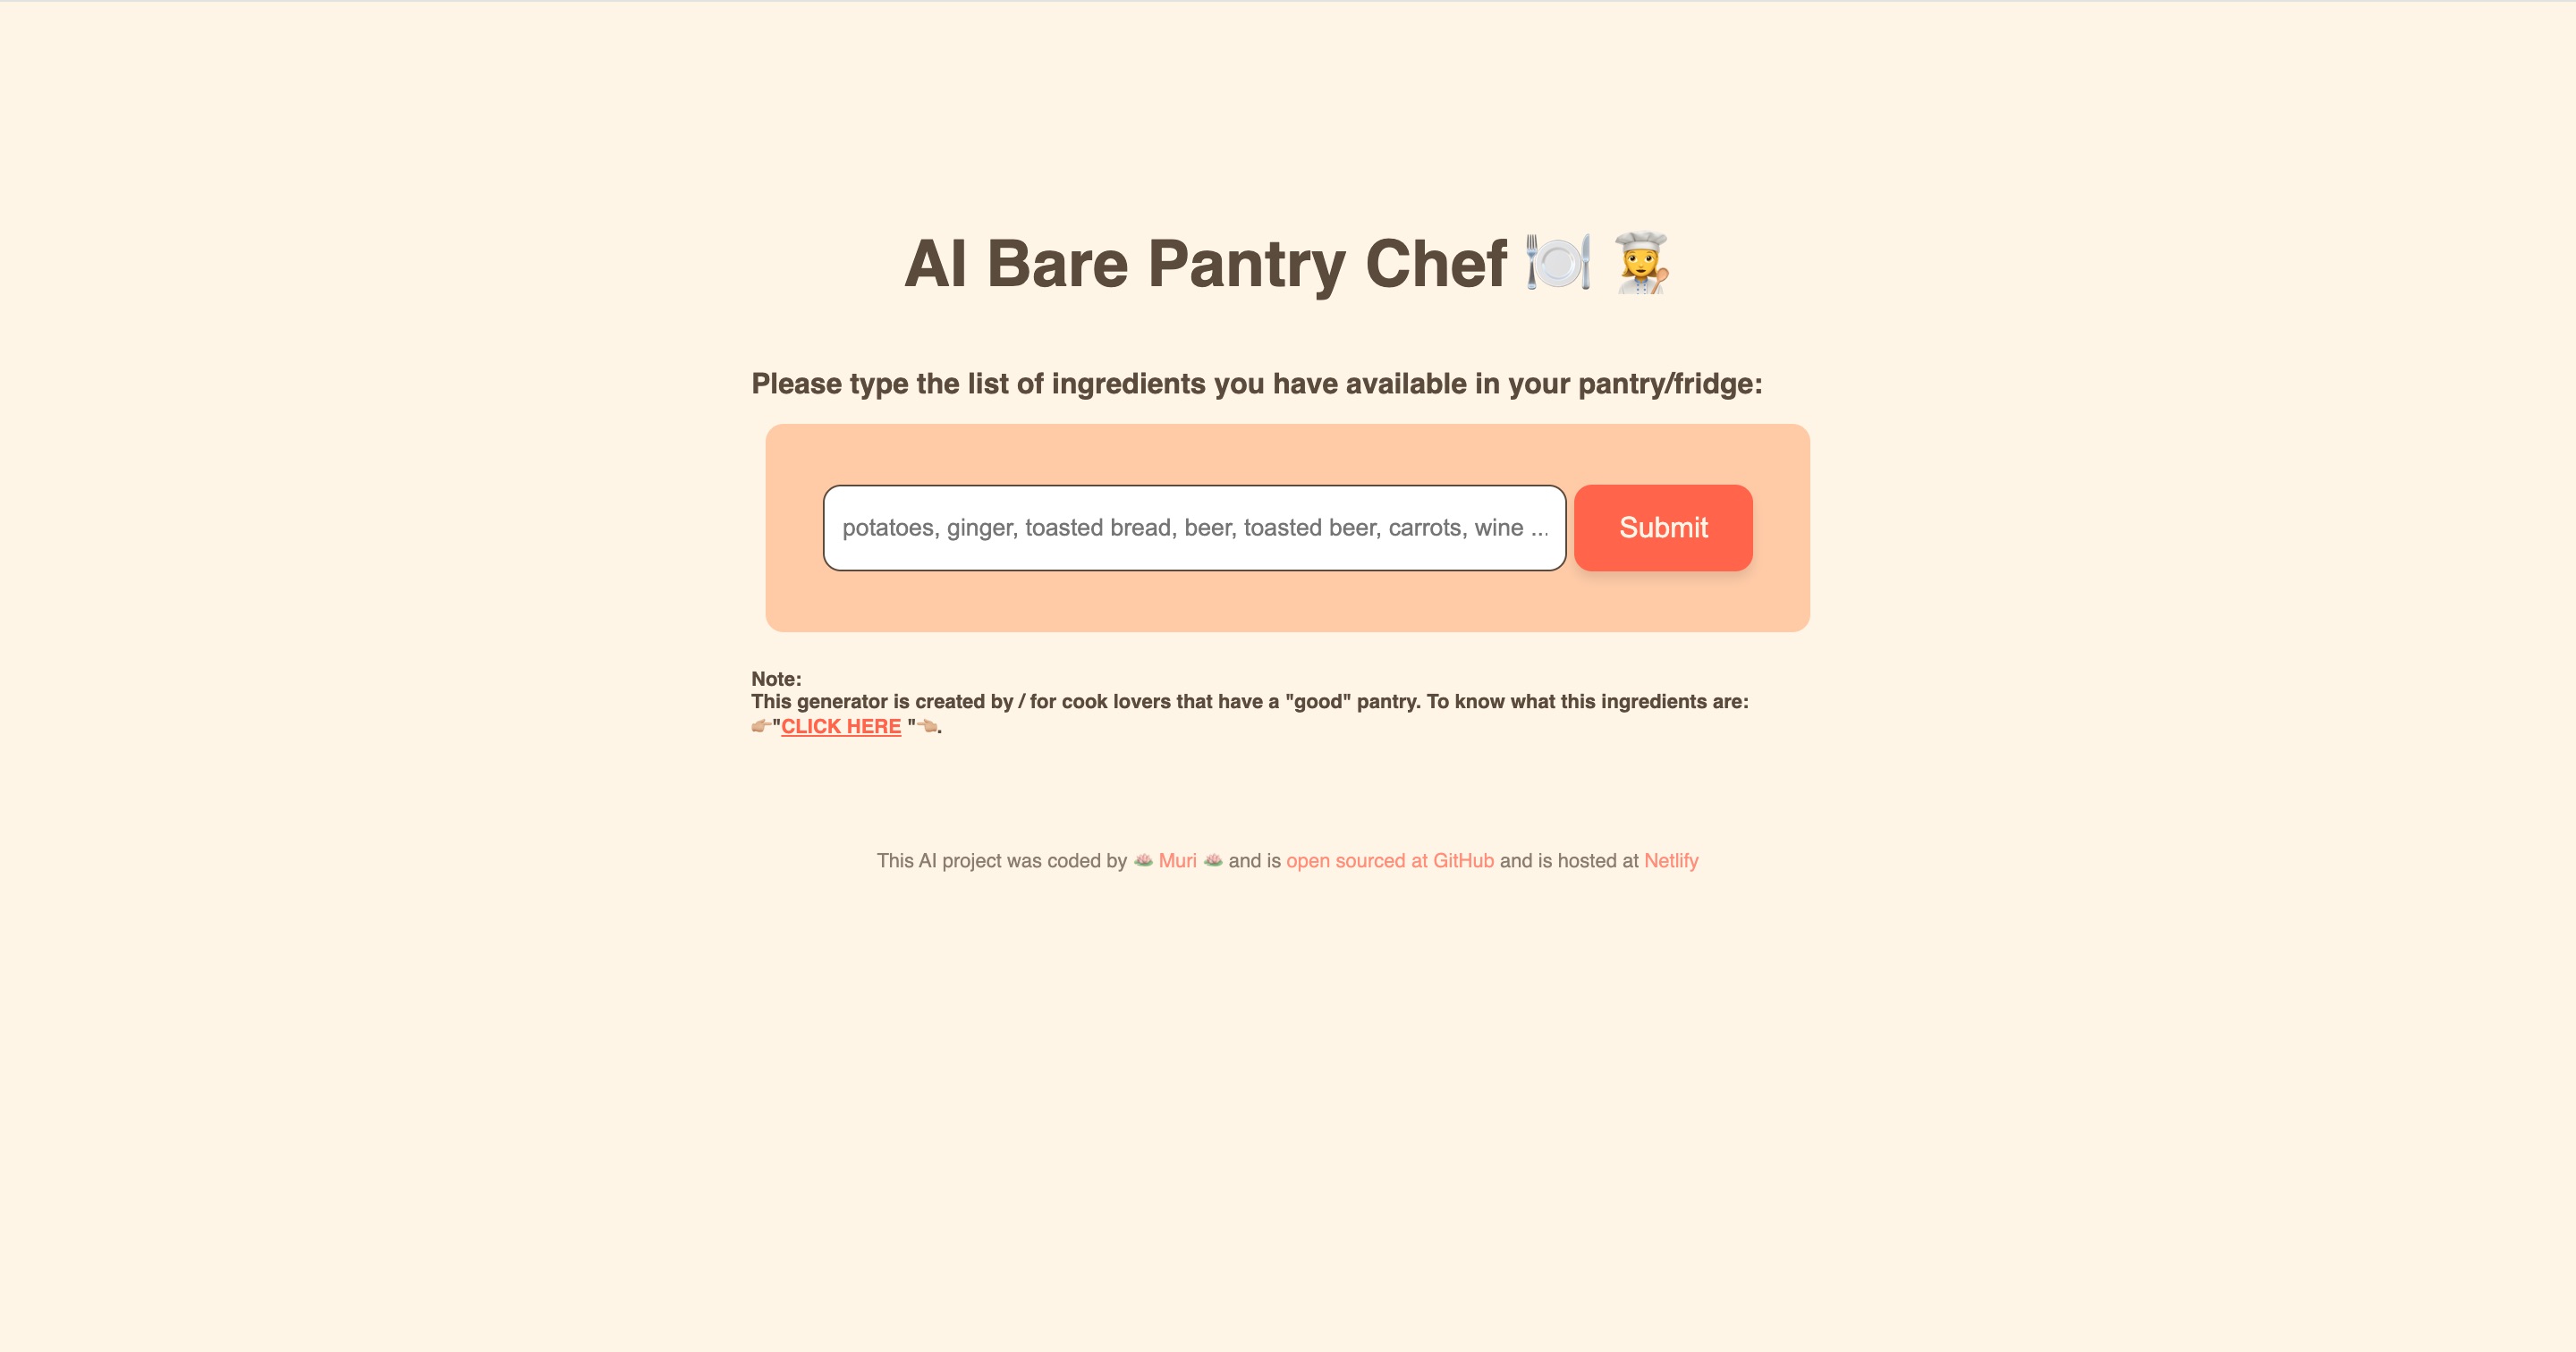 AI Bare Pantry Chef 🍽️ 👩‍🍳
Please type the list of ingredients you have available in your pantry/fridge:
potatoes, ginger, toasted bread, beer, toasted beer, carrots, wine ...
Submit
Note:
This generator is created by / for cook lovers that have a "good" pantry. To know what this ingredients are:
👉🏼"CLICK HERE "👈🏼.
This AI project was coded by 🪷 Muri 🪷 and is open sourced at GitHub and is hosted at Netlify